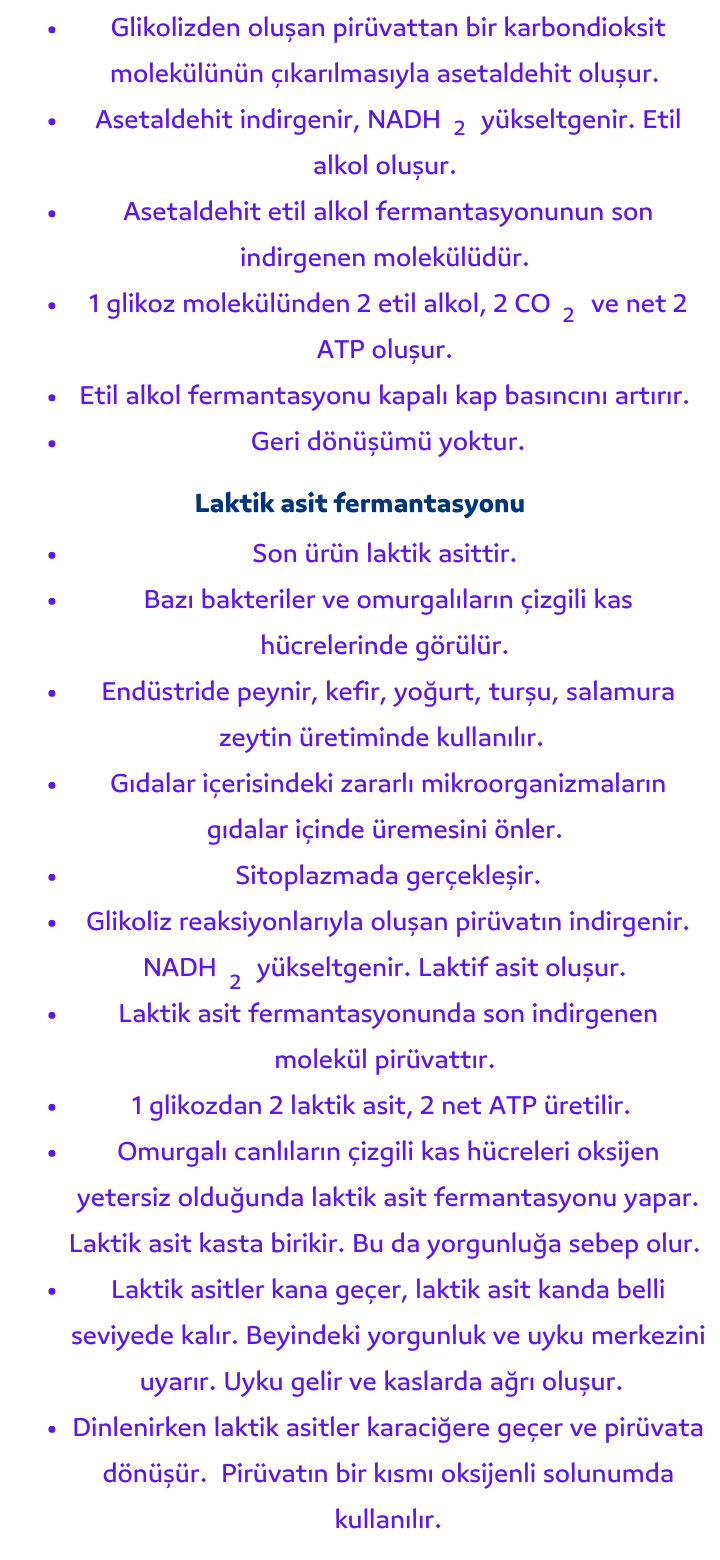 • Glikolizden oluşan pirüvattan bir karbondioksit
molekülünün çıkarılmasıyla asetaldehit oluşur.
• Asetaldehit indirgenir, NADH 2 yükseltgenir. Etil
alkol oluşur.
• Asetaldehit etil alkol fermantasyonunun son
indirgenen molekülüdür.
• 1 glikoz molekülünden 2 etil alkol, 2 CO 2 ve net 2
ATP oluşur.
• Etil alkol fermantasyonu kapalı kap basıncını artırır.
• Geri dönüşümü yoktur.
Laktik asit fermantasyonu
• Son ürün laktik asittir.
• Bazı bakteriler ve omurgalıların çizgili kas
hücrelerinde görülür.
• Endüstride peynir, kefir, yoğurt, turşu, salamura
zeytin üretiminde kullanılır.
• Gıdalar içerisindeki zararlı mikroorganizmaların
gıdalar içinde üremesini önler.
• Sitoplazmada gerçekleşir.
• Glikoliz reaksiyonlarıyla oluşan pirüvatın indirgenir.
NADH 2 yükseltgenir. Laktif asit oluşur.
• Laktik asit fermantasyonunda son indirgenen
molekül pirüvattır.
• 1 glikozdan 2 laktik asit, 2 net ATP üretilir.
• Omurgalı canlıların çizgili kas hücreleri oksijen
yetersiz olduğunda laktik asit fermantasyonu yapar.
Laktik asit kasta birikir. Bu da yorgunluğa sebep olur.
• Laktik asitler kana geçer, laktik asit kanda belli
seviyede kalır. Beyindeki yorgunluk ve uyku merkezini
uyarır. Uyku gelir ve kaslarda ağrı oluşur.
• Dinlenirken laktik asitler karaciğere geçer ve pirüvata
dönüşür. Pirüvatın bir kısmı oksijenli solunumda
kullanılır.